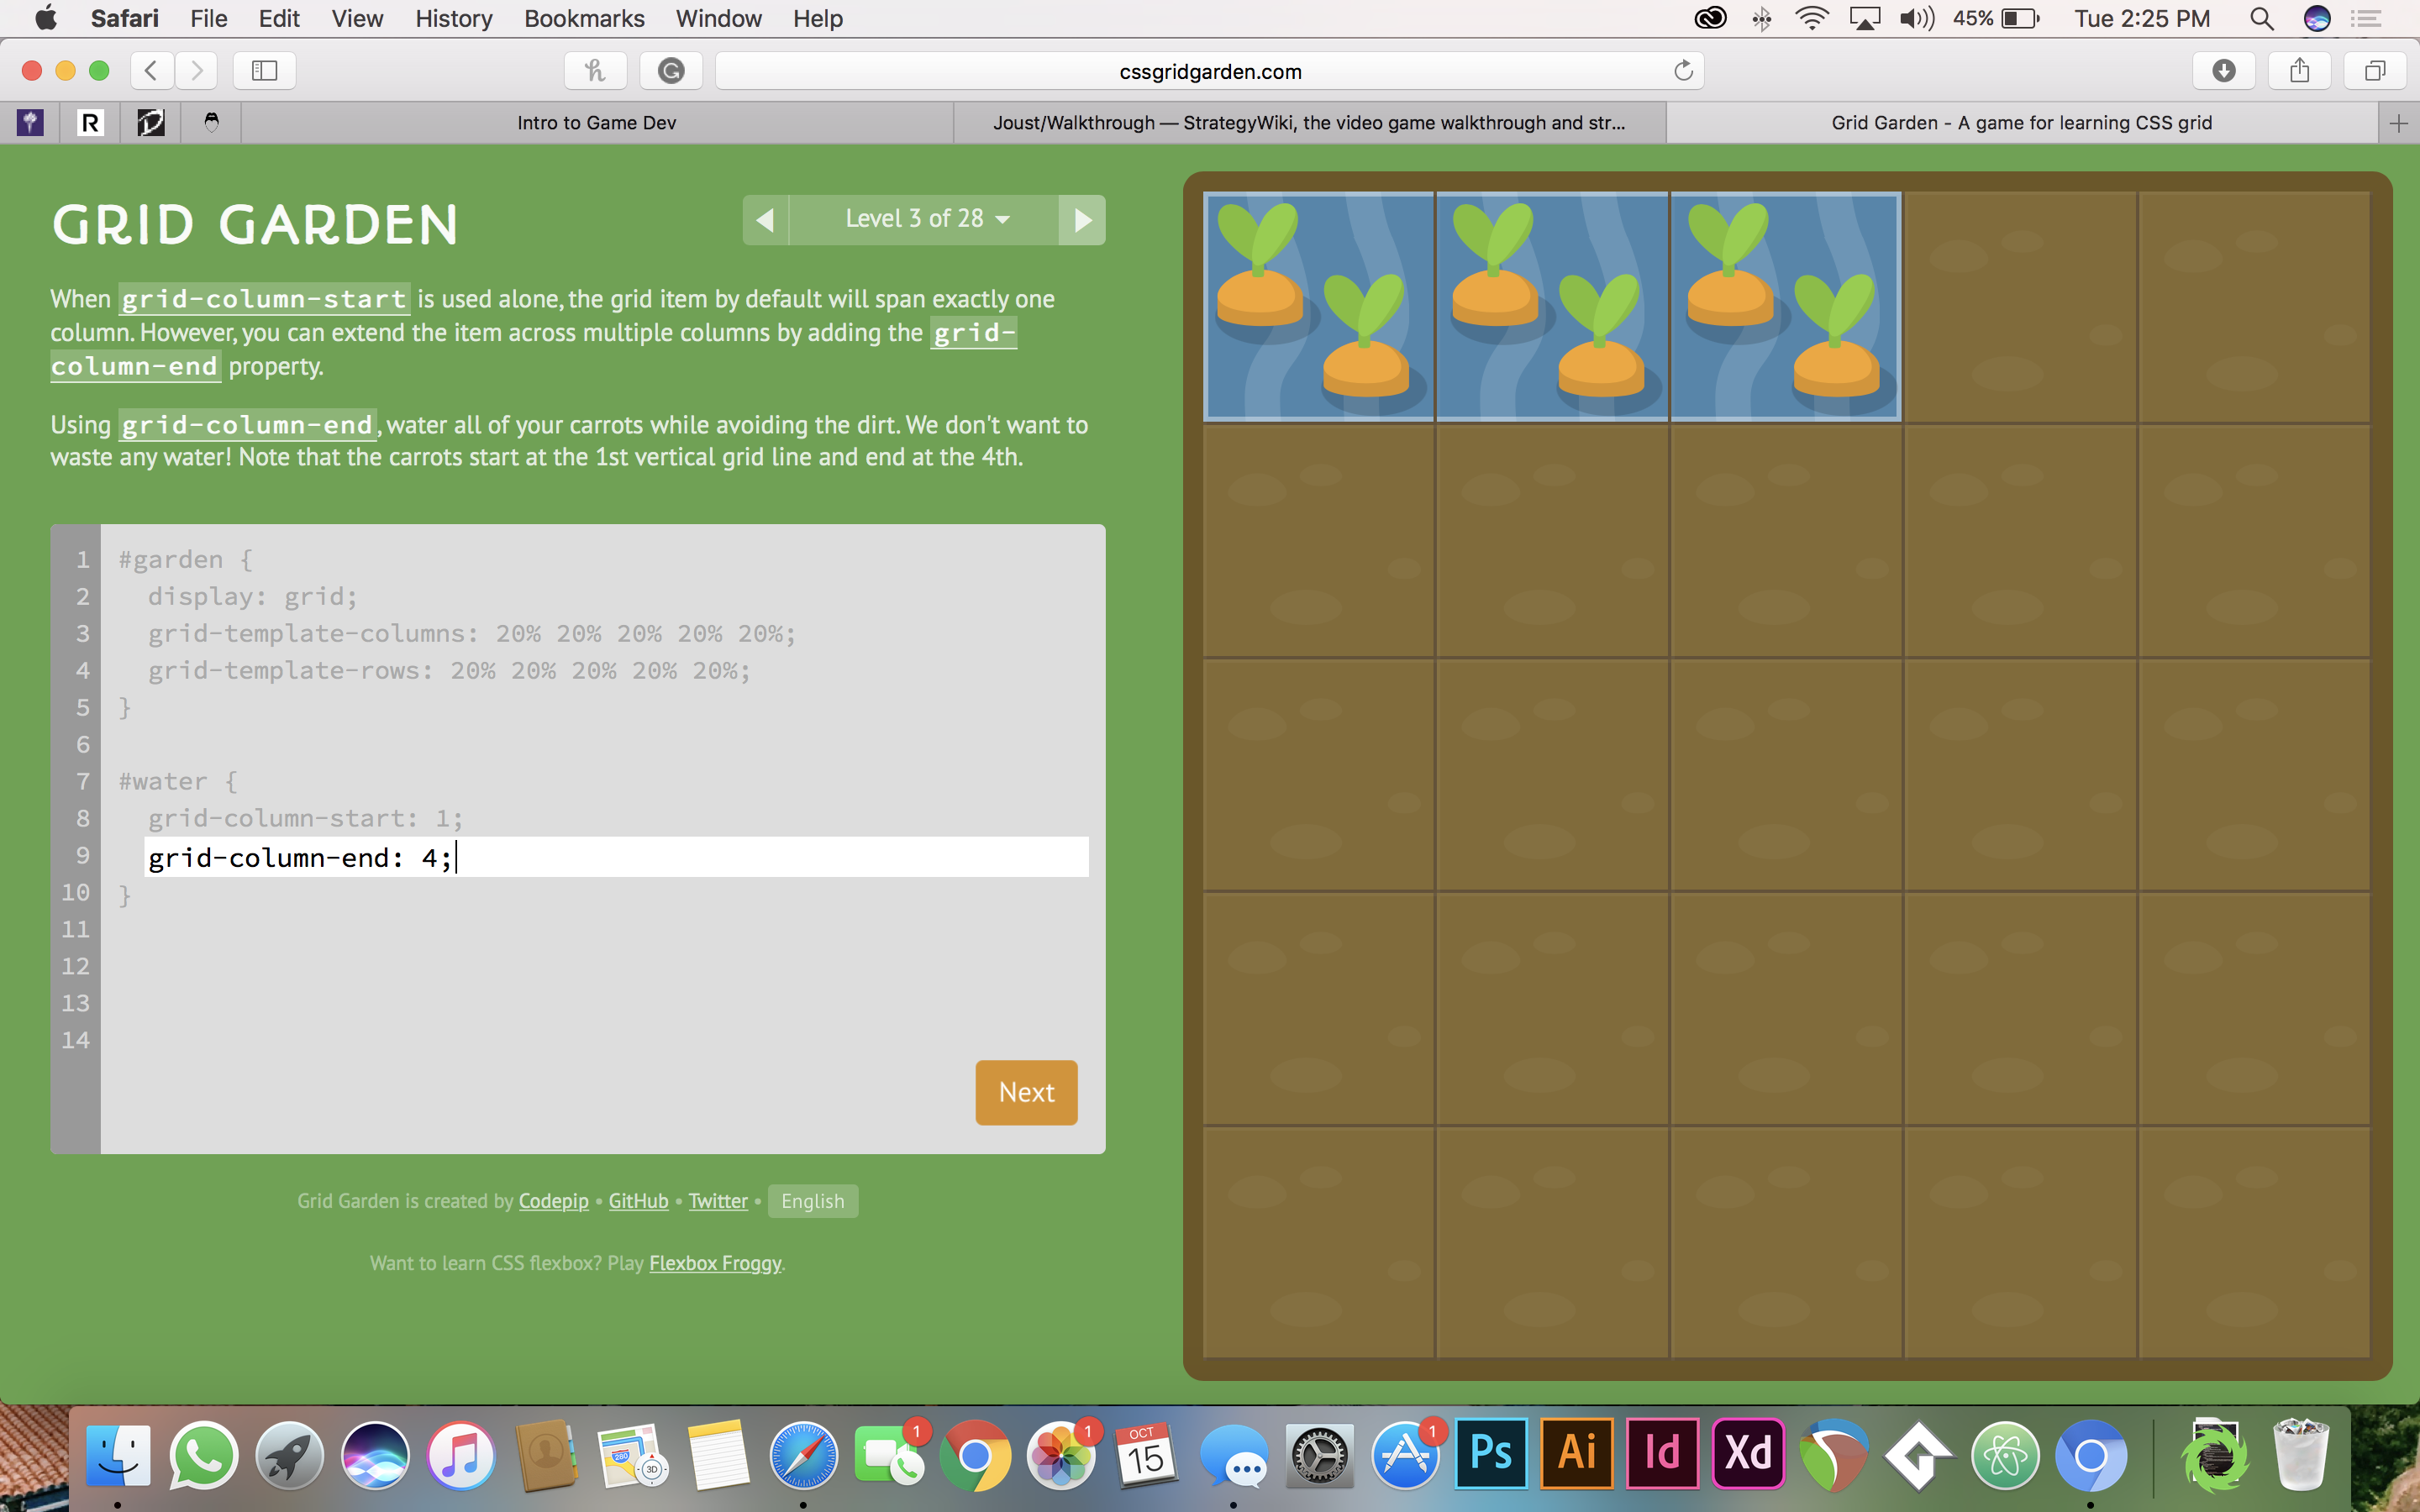 Safari File Edit View History Bookmarks Window Help 45% Tue 2:25 PM
cssgridgarden.com
R Intro to Game Dev Joust/Walkthrough — StrategyWiki, the video game walkthrough and str... Grid Garden - A game for learning CSS grid
GRID GARDEN
Level 3 of 28
When grid-column-start is used alone, the grid item by default will span exactly one
column. However, you can extend the item across multiple columns by adding the grid-
column-end property.
Using grid-column-end, water all of your carrots while avoiding the dirt. We don't want to
waste any water! Note that the carrots start at the 1st vertical grid line and end at the 4th.
1 #garden {
2 display: grid;
3 grid-template-columns: 20% 20% 20% 20% 20%;
4 grid-template-rows: 20% 20% 20% 20% 20%;
5 }
6
7 #water {
8 grid-column-start: 1;
9 grid-column-end: 4;
10 }
11
12
13
14
Next
Grid Garden is created by Codepip • GitHub • Twitter • English
Want to learn CSS flexbox? Play Flexbox Froggy.
280 3D 1 1 OCT 15 1 Ps Ai Id Xd